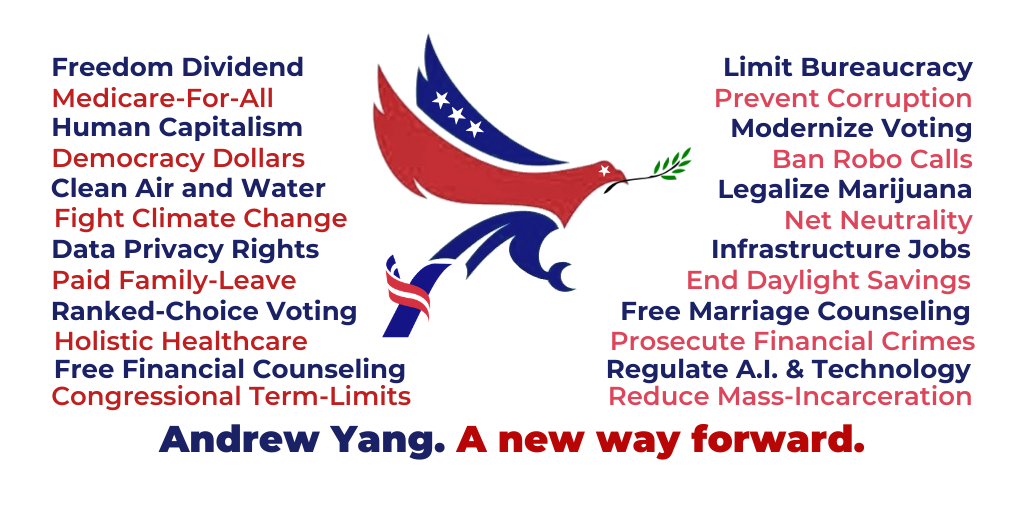 Freedom Dividend
Medicare-For-All
Human Capitalism
Democracy Dollars
Clean Air and Water
Fight Climate Change
Data Privacy Rights
Paid Family-Leave
Ranked-Choice Voting
Holistic Healthcare
Free Financial Counseling
Congressional Term-Limits
Limit Bureaucracy
Prevent Corruption
Modernize Voting
Ban Robo Calls
Legalize Marijuana
Net Neutrality
Infrastructure Jobs
End Daylight Savings
Free Marriage Counseling
Prosecute Financial Crimes
Regulate A.I. & Technology
Reduce Mass-Incarceration
Andrew Yang. A new way forward.